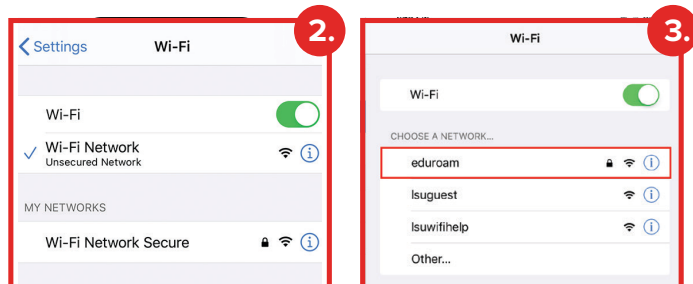 2.
Settings
Wi-Fi
Wi-Fi
Wi-Fi Network
Unsecured Network
MY NETWORKS
Wi-Fi Network Secure
3.
Wi-Fi
Wi-Fi
CHOOSE A NETWORK...
eduroam
lsuguest
lsuwifihelp
Other...